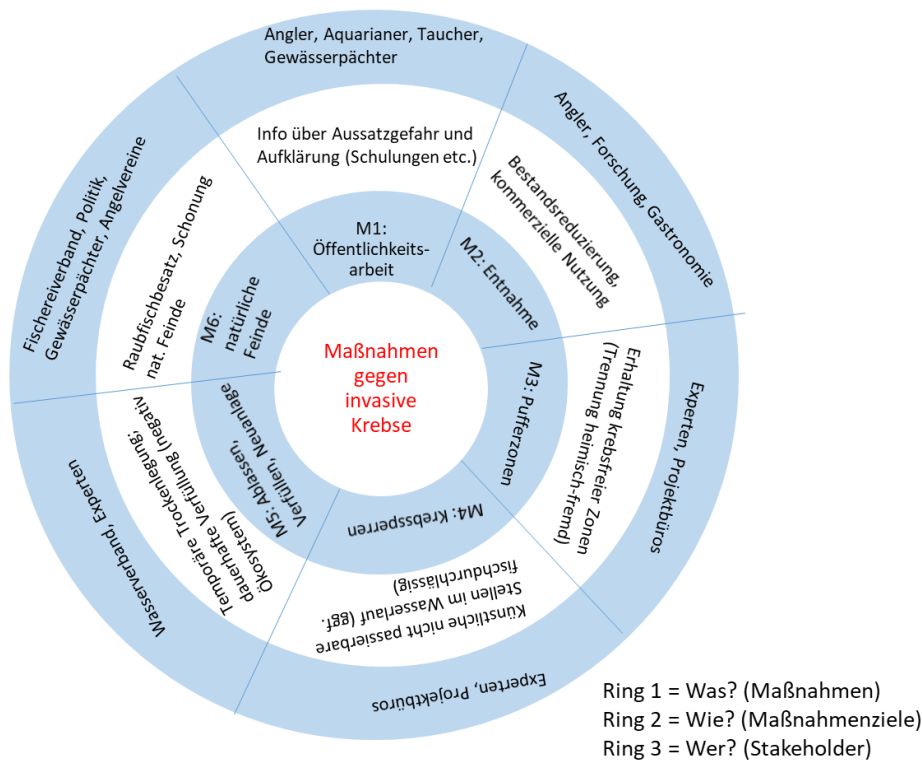 Angler, Aquarianer, Taucher,
Gewässerpächter
Info über Aussatzgefahr und
Aufklärung (Schulungen etc.)
M1:
Öffentlichkeits-
arbeit
Angler, Forschung, Gastronomie
Bestandsreduzierung,
kommerzielle Nutzung
M2: Entnahme
Experten, Projektbüros
Erhaltung krebsfreier Zonen
(Trennung heimisch-fremd)
M3: Pufferzonen
Experten, Projektbüros
Künstliche nicht passierbare
Stellen im Wasserlauf (ggf.
fischdurchlässig)
M4: Krebssperren
Wasserverband, Experten
Temporäre Trockenlegung;
dauerhafte Verfüllung (negativ
Ökosystem)
M5: Ablassen,
Verfüllen, Neuanlage
Fischereiverband, Politik,
Gewässerpächter, Angelvereine
Raubfischbesatz, Schonung
nat. Feinde
M6:
natürliche
Feinde
Maßnahmen
gegen
invasive
Krebse
Ring 1 = Was? (Maßnahmen)
Ring 2 = Wie? (Maßnahmenziele)
Ring 3 = Wer? (Stakeholder)